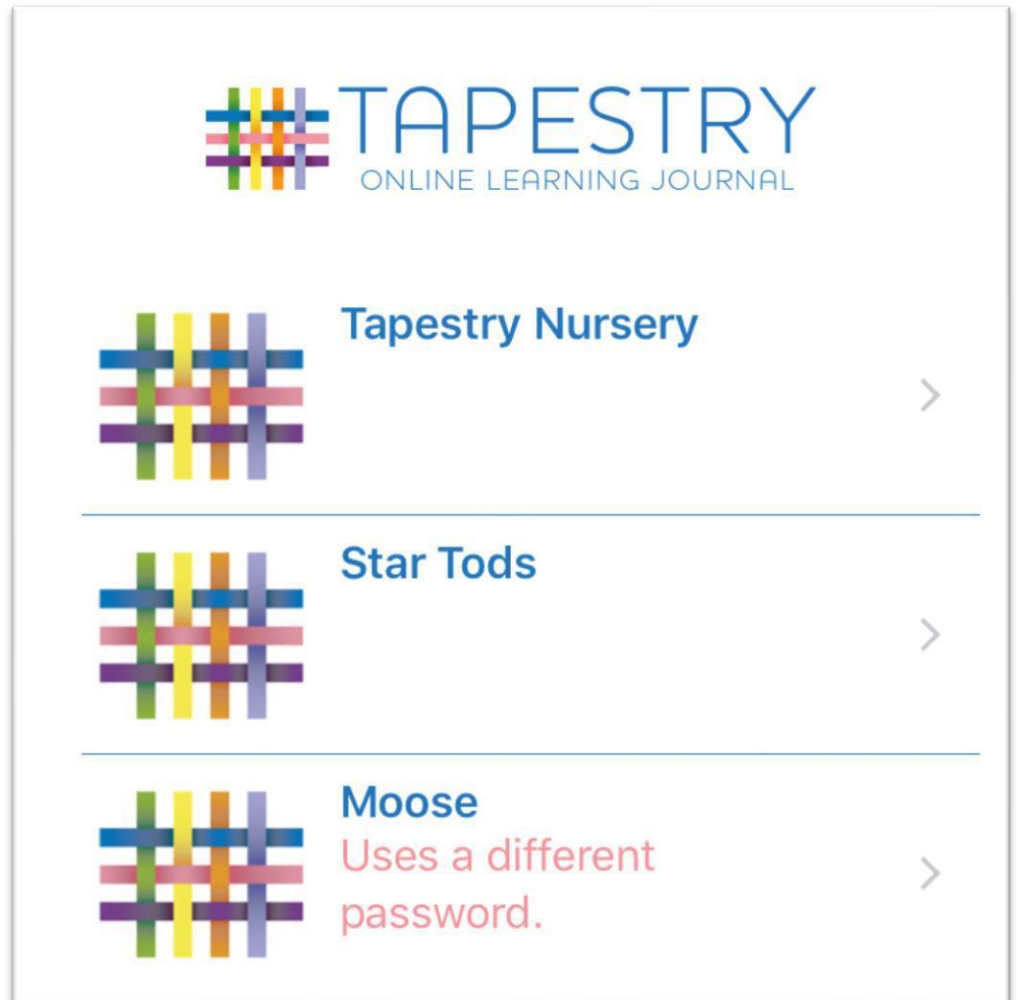 TAPESTRY
ONLINE LEARNING JOURNAL
Tapestry Nursery
Star Tods
Moose
Uses a different
password.